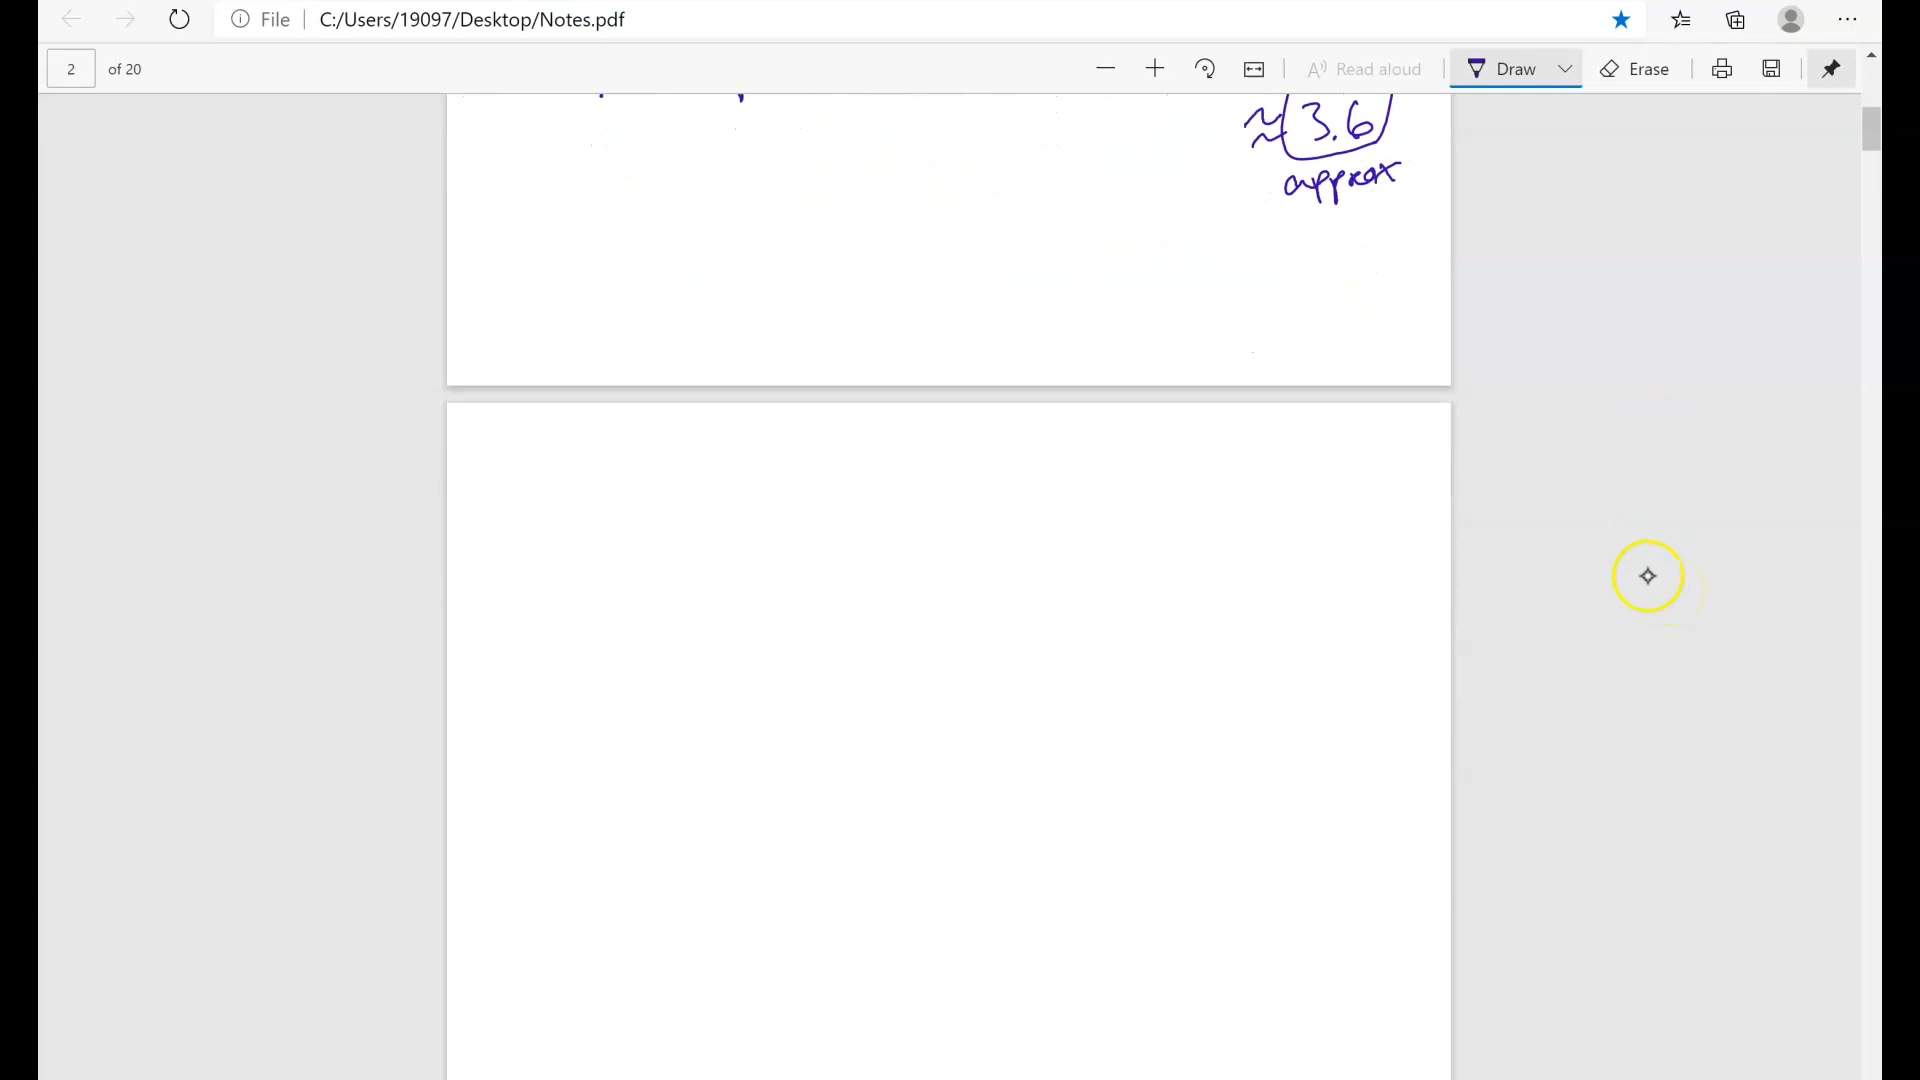 File C:/Users/19097/Desktop/Notes.pdf
2 of 20 Read aloud Draw Erase
≈ 3.6
approx